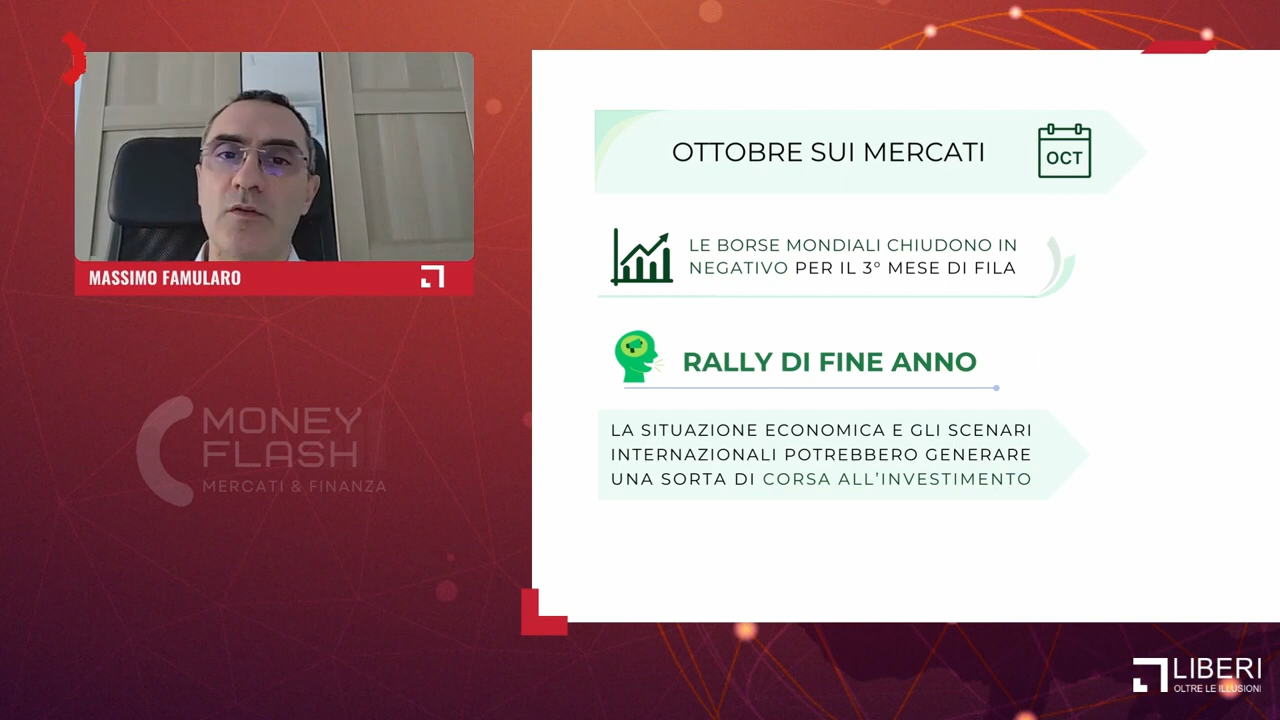 MASSIMO FAMULARO
MONEY
FLASH
MERCATI & FINANZA
OTTOBRE SUI MERCATI
OCT
LE BORSE MONDIALI CHIUDONO IN
NEGATIVO PER IL 3° MESE DI FILA
RALLY DI FINE ANNO
LA SITUAZIONE ECONOMICA E GLI SCENARI
INTERNAZIONALI POTREBBERO GENERARE
UNA SORTA DI CORSA ALL'INVESTIMENTO
LIBERI
OLTRE LE ILLUSIONI